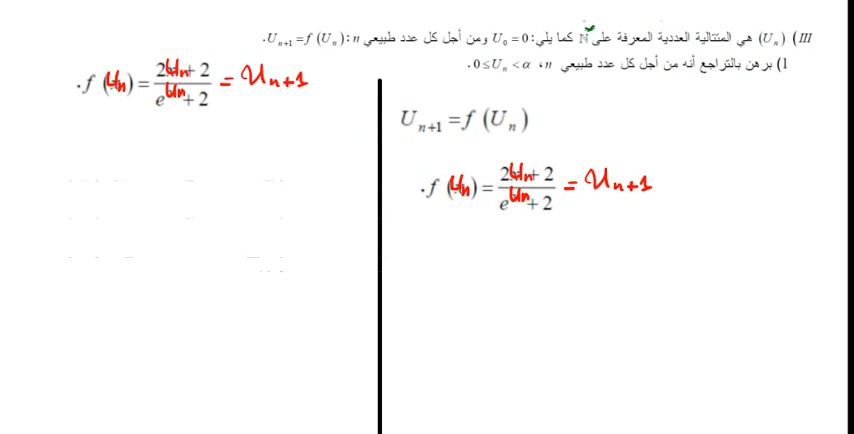 III) (Uₙ) هي المتتالية العددية المعرفة على ℕ كما يلي: U₀ = 0 ومن أجل كل عدد طبيعي n: Uₙ₊₁ = f (Uₙ).
1) برهن بالتراجع أنه من أجل كل عدد طبيعي n، 0 ≤ Uₙ < α.
.f (Uₙ) = (2Uₙ + 2)/(e^Uₙ + 2) = Uₙ₊₁
Uₙ₊₁ = f (Uₙ)
.f (Uₙ) = (2Uₙ + 2)/(e^Uₙ + 2) = Uₙ₊₁